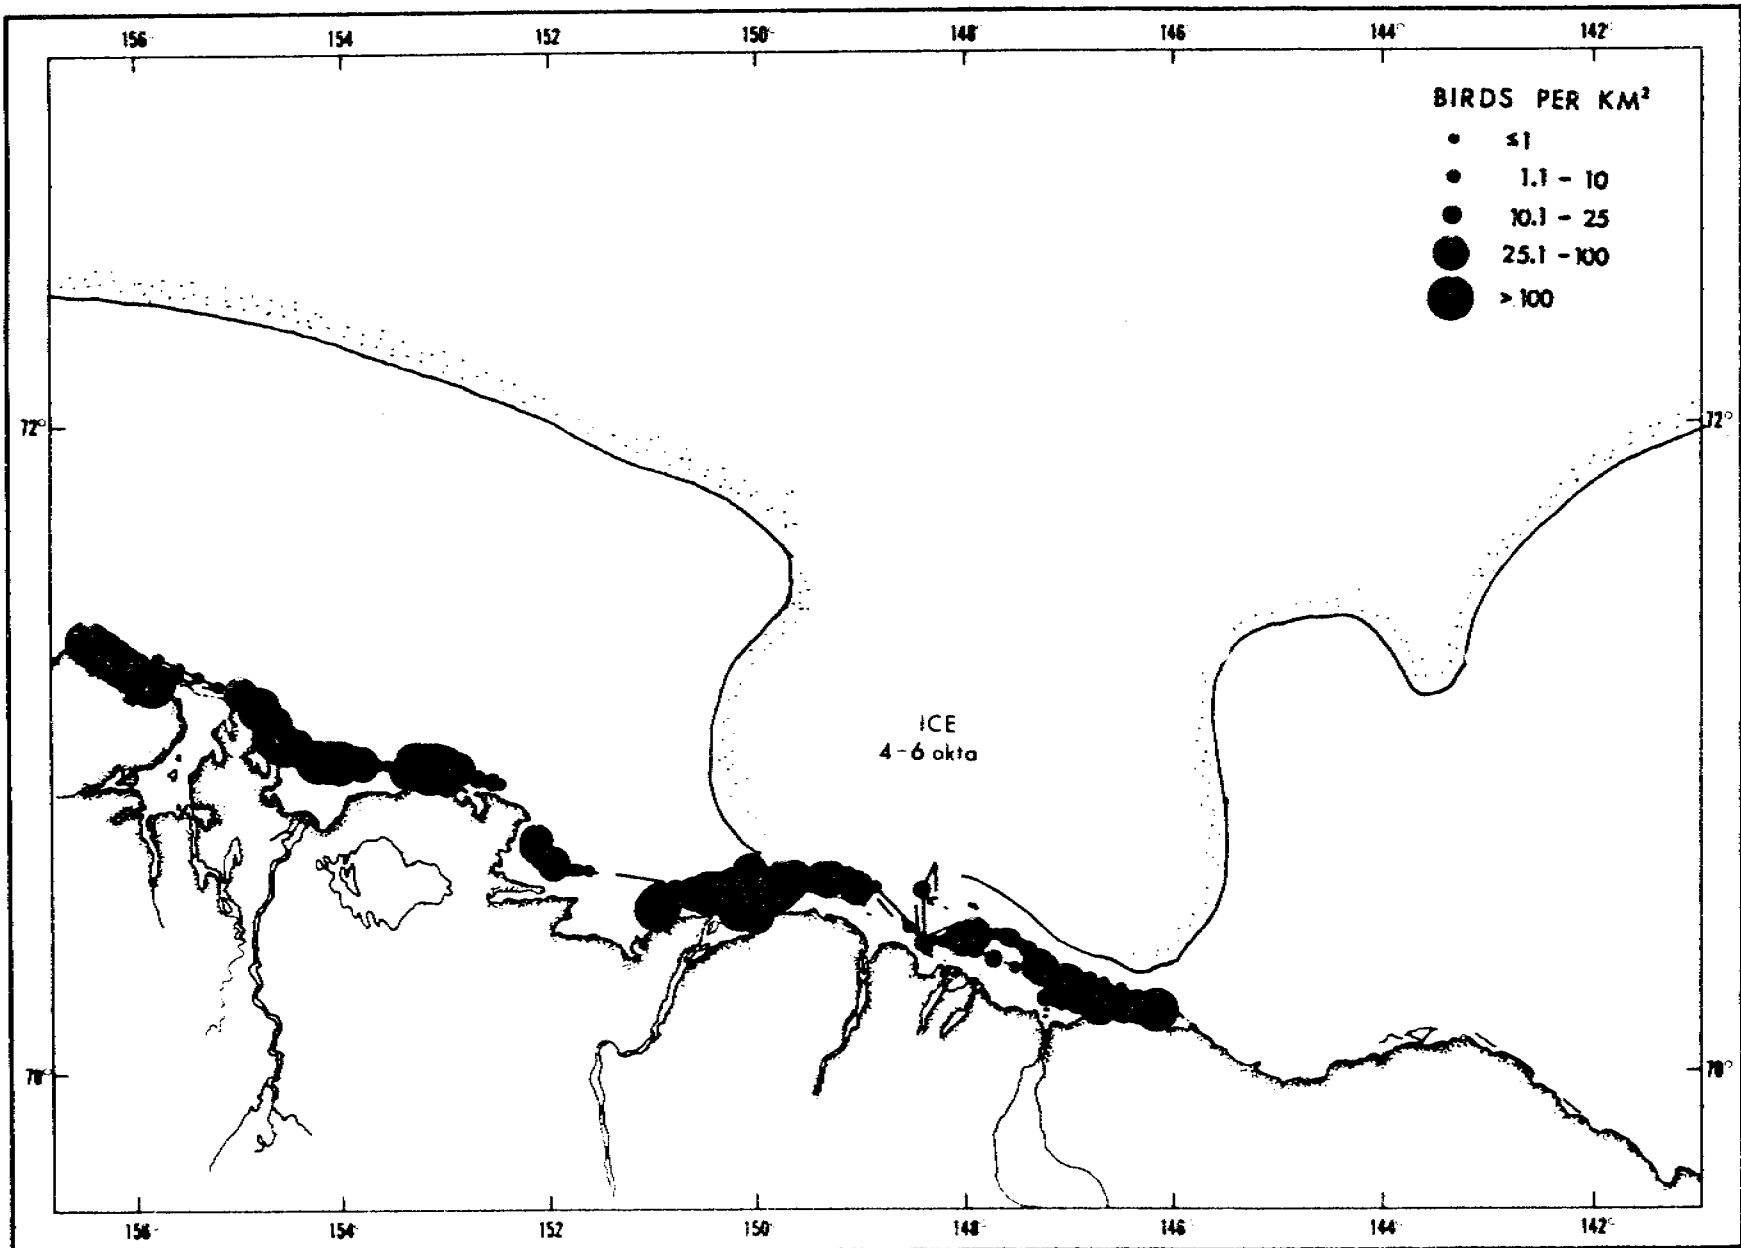 156° 154 152 150° 148° 146 144° 142°
BIRDS PER KM²
≤1
1.1 - 10
10.1 - 25
25.1 - 100
> 100
72° 72°
ICE
4-6 okta
70° 70°
156° 154° 152 150° 148° 146° 144° 142°